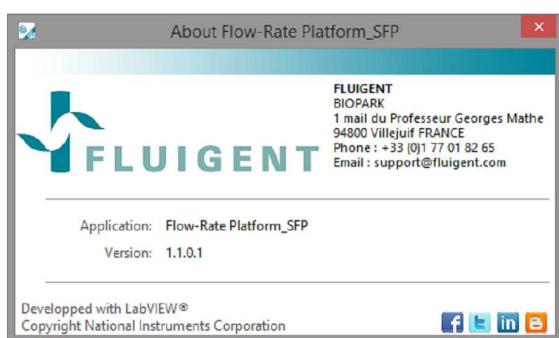 About Flow-Rate Platform_SFP
FLUIGENT
BIOPARK
1 mail du Professeur Georges Mathe
94800 Villejuif FRANCE
Phone : +33 (0)1 77 01 82 65
Email : support@fluigent.com
FLUIGENT
Application: Flow-Rate Platform_SFP
Version: 1.1.0.1
Developped with LabVIEW®
Copyright National Instruments Corporation